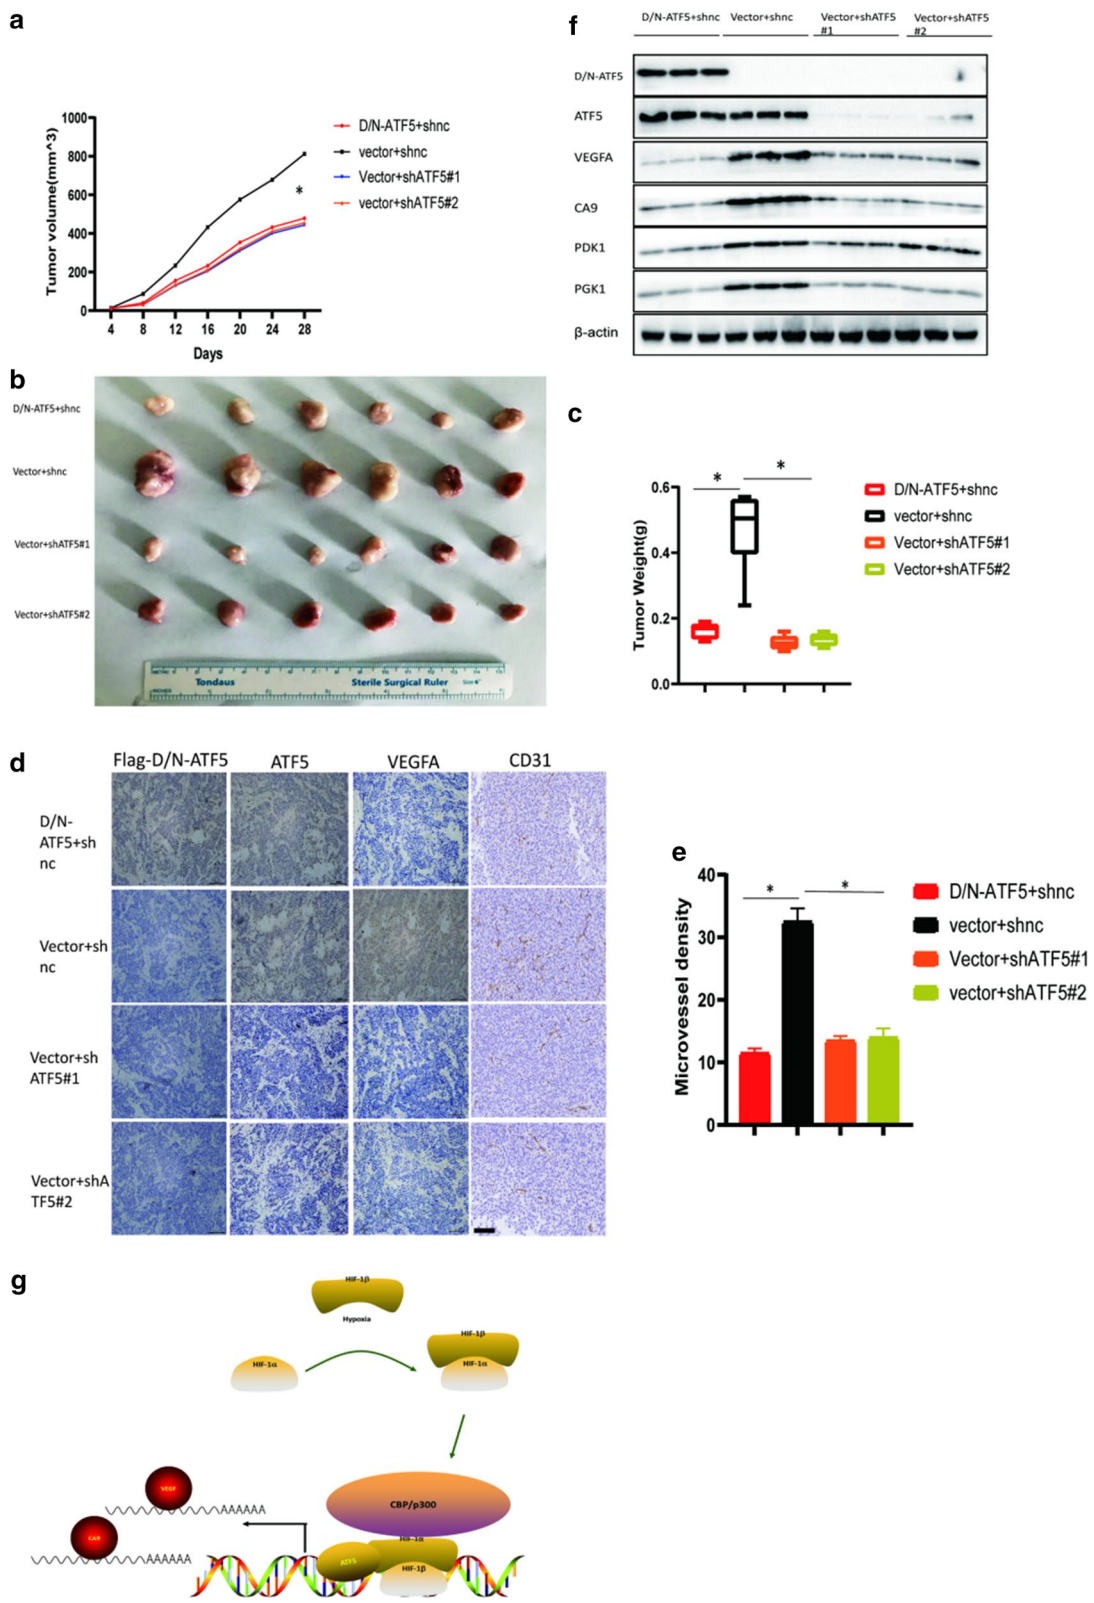 a
1000
800
600
400
200
0
Tumor volume(mm^3)
4 8 12 16 20 24 28
Days
D/N-ATF5+shnc
vector+shnc
Vector+shATF5#1
vector+shATF5#2
*
b
D/N-ATF5+shnc
Vector+shnc
Vector+shATF5#1
Vector+shATF5#2
Tondaus
Sterile Surgical Ruler
f
D/N-ATF5+shnc
Vector+shnc
Vector+shATF5
#1
Vector+shATF5
#2
D/N-ATF5
ATF5
VEGFA
CA9
PDK1
PGK1
β-actin
c
0.6
0.4
0.2
0.0
Tumor Weight(g)
*
*
D/N-ATF5+shnc
vector+shnc
Vector+shATF5#1
Vector+shATF5#2
d
Flag-D/N-ATF5 ATF5 VEGFA CD31
D/N-
ATF5+sh
nc
Vector+sh
nc
Vector+sh
ATF5#1
Vector+shA
TF5#2
e
40
30
20
10
0
Microvessel density
*
*
D/N-ATF5+shnc
vector+shnc
Vector+shATF5#1
vector+shATF5#2
g
HIF-1β
Hypoxia
HIF-1α
HIF-1β
HIF-1α
CBP/p300
HIF-1α
ATF5
HIF-1β
VEGF
AAAAAA
CA9
AAAAAA